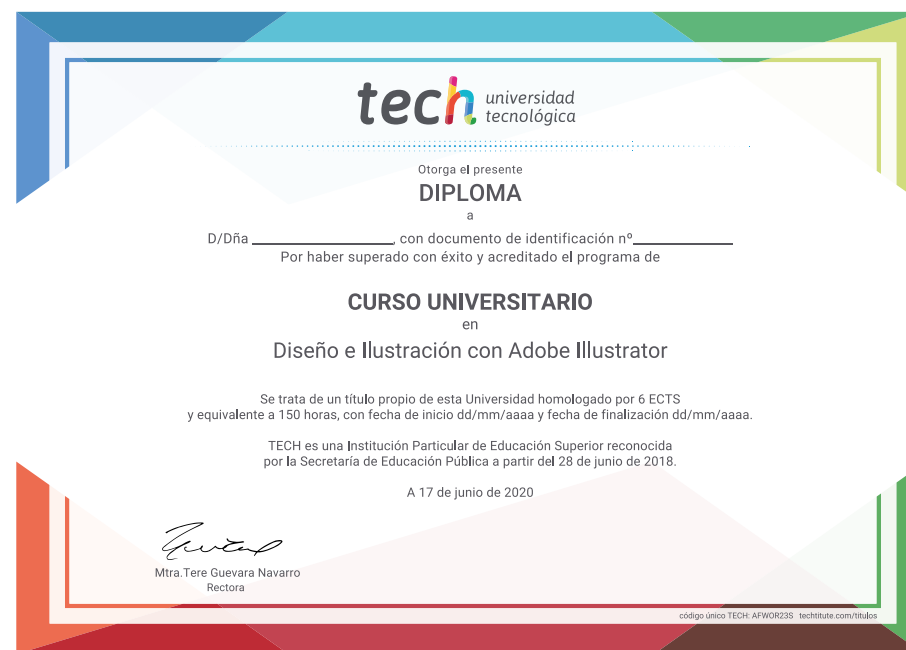 tech universidad
tecnológica
Otorga el presente
DIPLOMA
a
D/Dña ____________________, con documento de identificación nº______________
Por haber superado con éxito y acreditado el programa de
CURSO UNIVERSITARIO
en
Diseño e Ilustración con Adobe Illustrator
Se trata de un título propio de esta Universidad homologado por 6 ECTS
y equivalente a 150 horas, con fecha de inicio dd/mm/aaaa y fecha de finalización dd/mm/aaaa.
TECH es una Institución Particular de Educación Superior reconocida
por la Secretaría de Educación Pública a partir del 28 de junio de 2018.
A 17 de junio de 2020
Mtra.Tere Guevara Navarro
Rectora
código único TECH: AFWOR23S techtitute.com/titulos